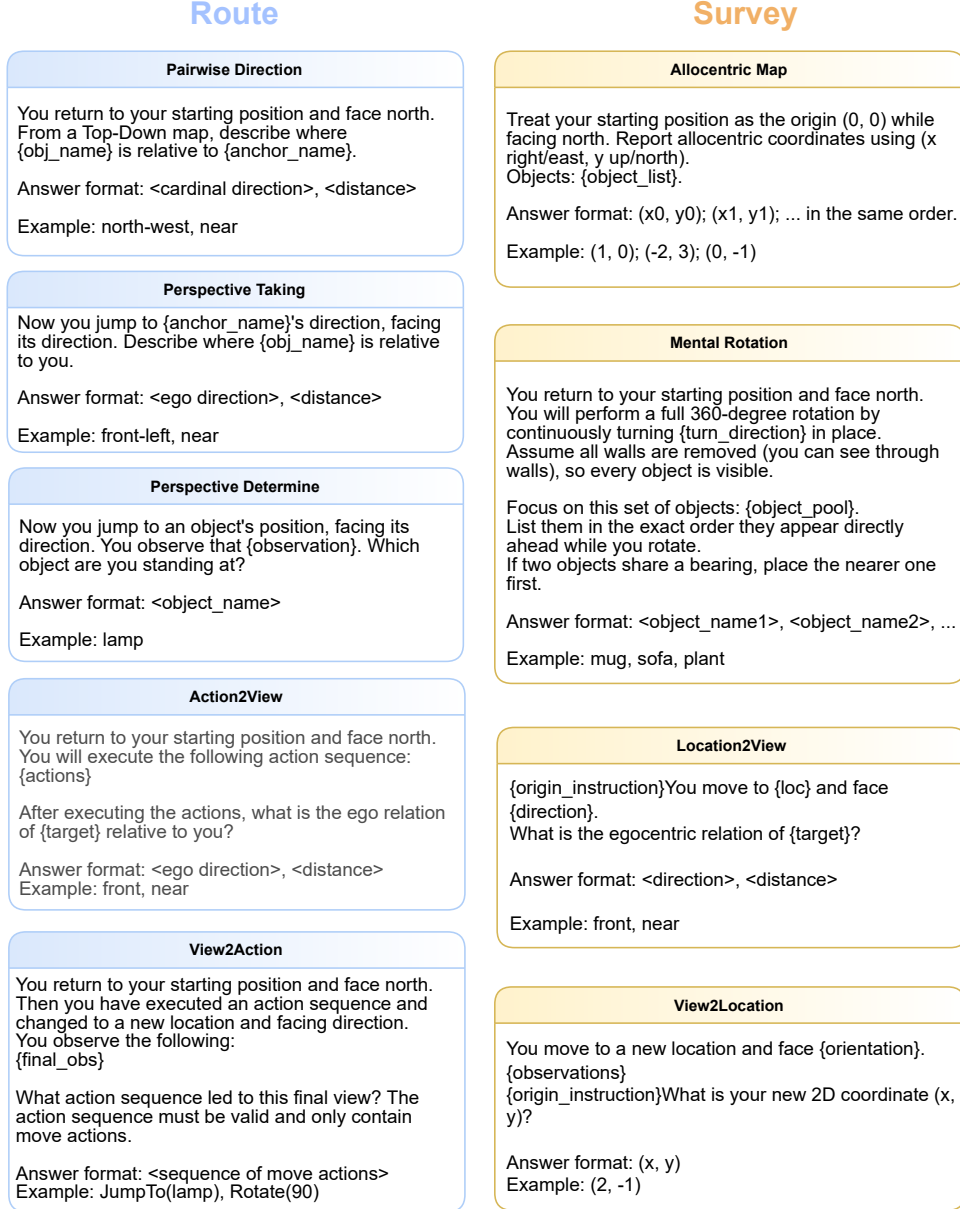 Route
Pairwise Direction
You return to your starting position and face north.
From a Top-Down map, describe where
{obj_name} is relative to {anchor_name}.
Answer format: <cardinal direction>, <distance>
Example: north-west, near
Perspective Taking
Now you jump to {anchor_name}'s direction, facing
its direction. Describe where {obj_name} is relative
to you.
Answer format: <ego direction>, <distance>
Example: front-left, near
Perspective Determine
Now you jump to an object's position, facing its
direction. You observe that {observation}. Which
object are you standing at?
Answer format: <object_name>
Example: lamp
Action2View
You return to your starting position and face north.
You will execute the following action sequence:
{actions}
After executing the actions, what is the ego relation
of {target} relative to you?
Answer format: <ego direction>, <distance>
Example: front, near
View2Action
You return to your starting position and face north.
Then you have executed an action sequence and
changed to a new location and facing direction.
You observe the following:
{final_obs}
What action sequence led to this final view? The
action sequence must be valid and only contain
move actions.
Answer format: <sequence of move actions>
Example: JumpTo(lamp), Rotate(90)
Survey
Allocentric Map
Treat your starting position as the origin (0, 0) while
facing north. Report allocentric coordinates using (x
right/east, y up/north).
Objects: {object_list}.
Answer format: (x0, y0); (x1, y1); ... in the same order.
Example: (1, 0); (-2, 3); (0, -1)
Mental Rotation
You return to your starting position and face north.
You will perform a full 360-degree rotation by
continuously turning {turn_direction} in place.
Assume all walls are removed (you can see through
walls), so every object is visible.
Focus on this set of objects: {object_pool}.
List them in the exact order they appear directly
ahead while you rotate.
If two objects share a bearing, place the nearer one
first.
Answer format: <object_name1>, <object_name2>, ...
Example: mug, sofa, plant
Location2View
{origin_instruction}You move to {loc} and face
{direction}.
What is the egocentric relation of {target}?
Answer format: <direction>, <distance>
Example: front, near
View2Location
You move to a new location and face {orientation}.
{observations}
{origin_instruction}What is your new 2D coordinate (x,
y)?
Answer format: (x, y)
Example: (2, -1)